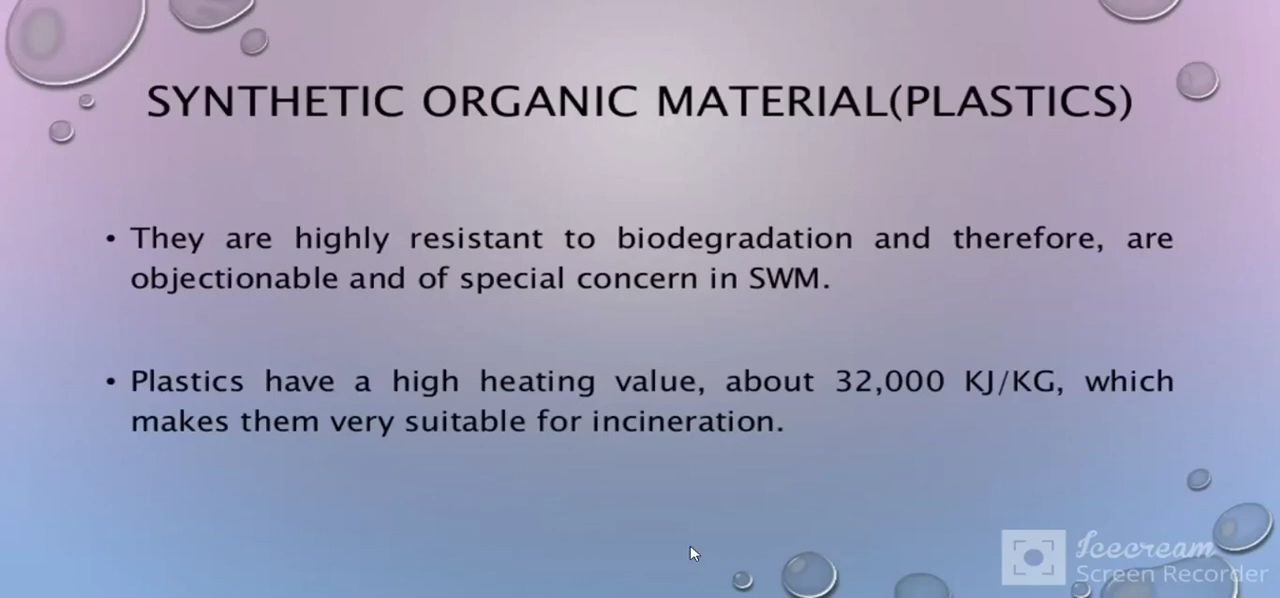 SYNTHETIC ORGANIC MATERIAL(PLASTICS)
• They are highly resistant to biodegradation and therefore, are
objectionable and of special concern in SWM.
• Plastics have a high heating value, about 32,000 KJ/KG, which
makes them very suitable for incineration.
Icecream
Screen Recorder